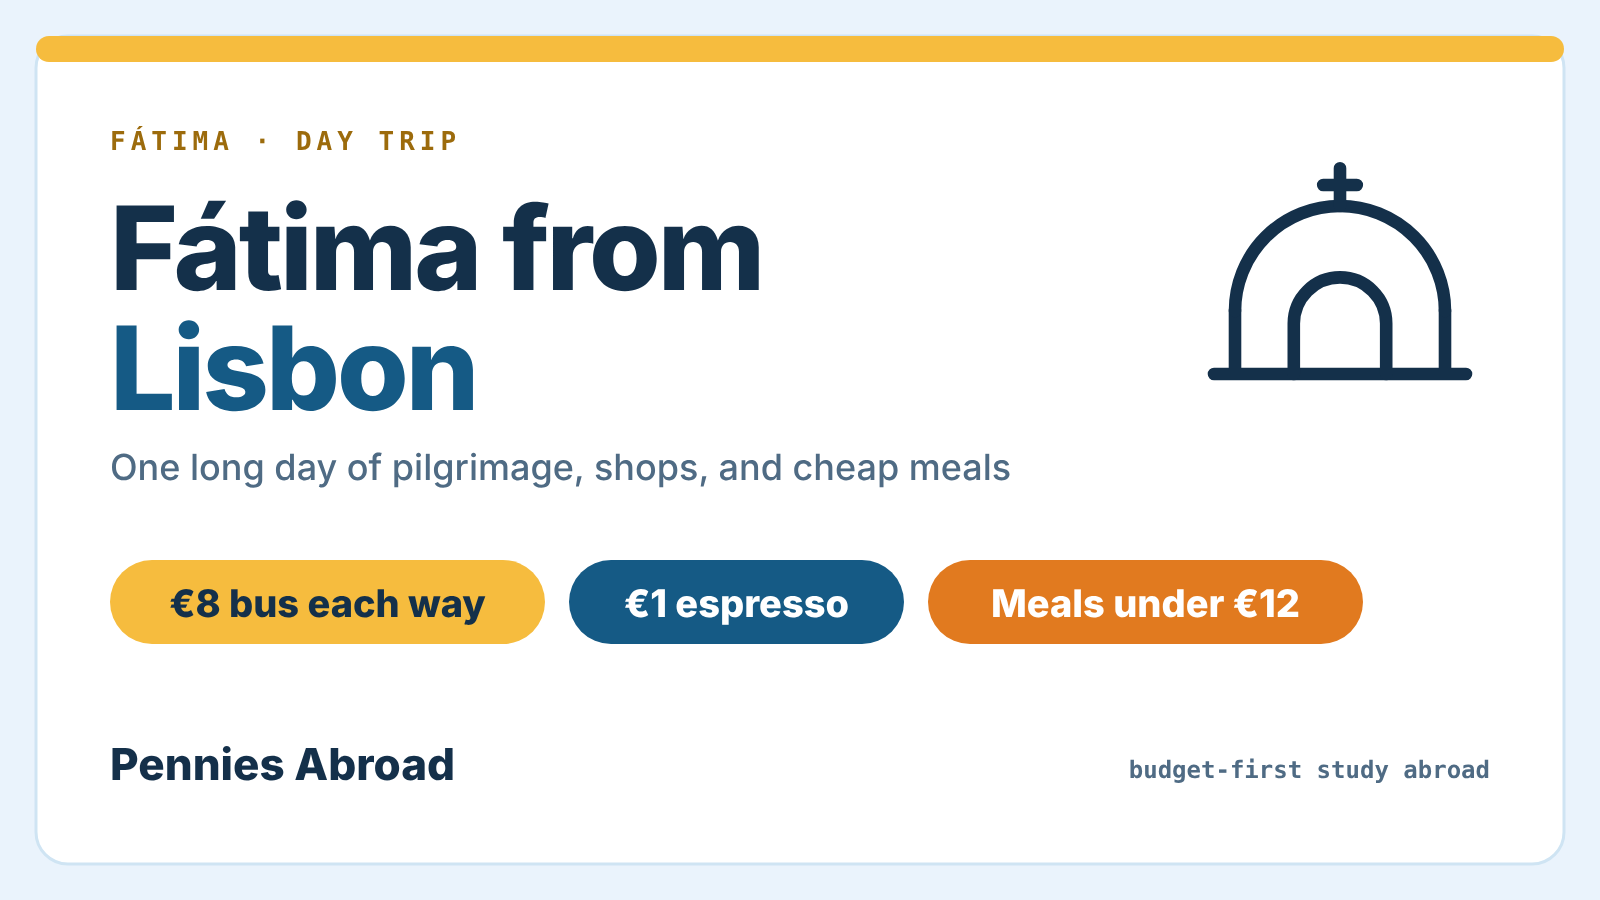 FÁTIMA · DAY TRIP
Fátima from
Lisbon
One long day of pilgrimage, shops, and cheap meals
€8 bus each way
€1 espresso
Meals under €12
Pennies Abroad
budget-first study abroad